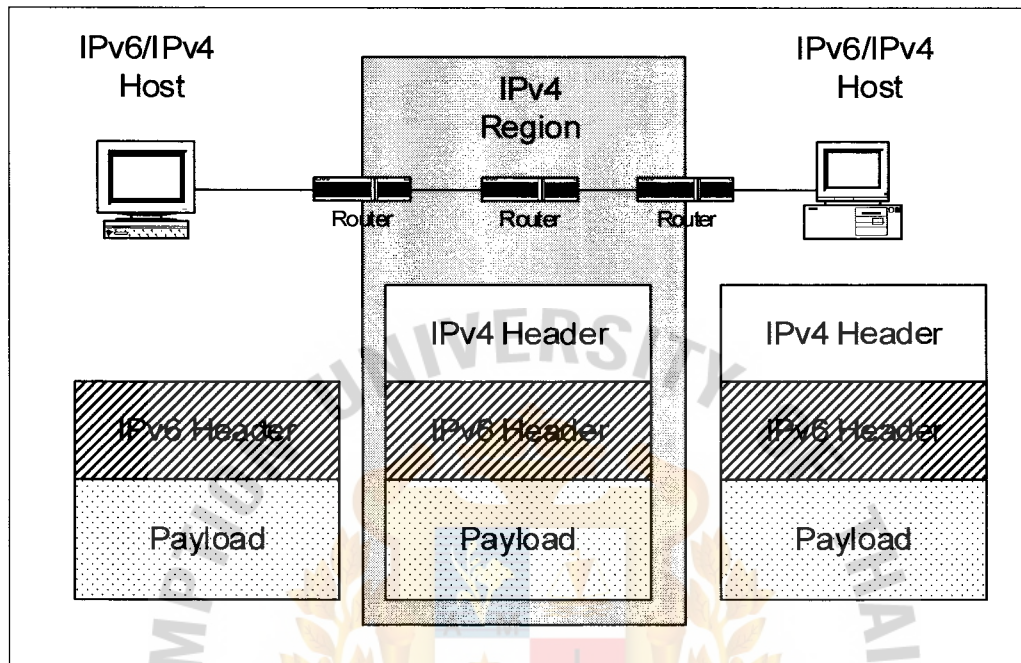 IPv6/IPv4
Host
IPv4
Region
IPv6/IPv4
Host
Router
Router
Router
IPv4 Header
IPv4 Header
IPv6 Header
IPv6 Header
IPv6 Header
Payload
Payload
Payload
UNIVERSITY